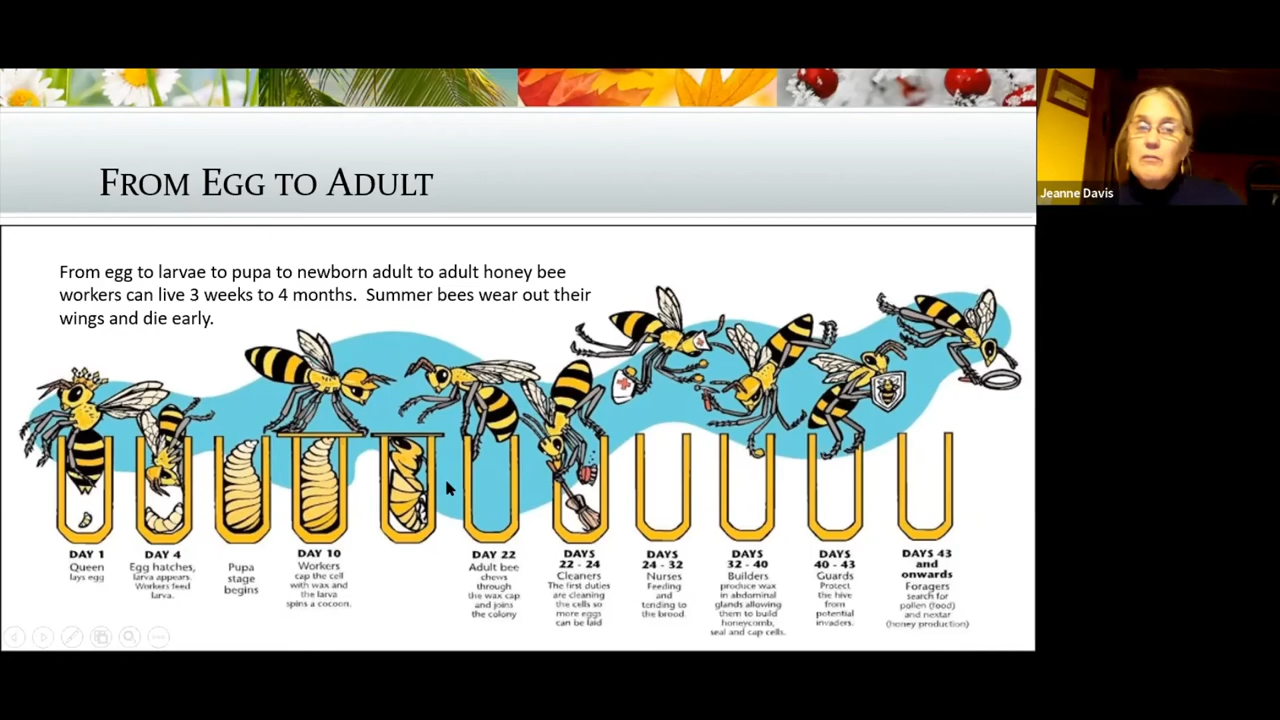 Jeanne Davis
FROM EGG TO ADULT
From egg to larvae to pupa to newborn adult to adult honey bee
workers can live 3 weeks to 4 months.  Summer bees wear out their
wings and die early.
DAY 1
Queen
lays egg
DAY 4
Egg hatches,
larva appears.
Workers feed
larva.
Pupa
stage
begins
DAY 10
Workers
cap the cell
with wax and
the larva
spins a cocoon.
DAY 22
Adult bee
chews
through
the wax cap
and joins
the colony
DAYS
22 - 24
Cleaners
The first duties
are cleaning
the cells so
more eggs
can be laid
DAYS
24 - 32
Nurses
Feeding
and
tending to
the brood.
DAYS
32 - 40
Builders
produce wax
in abdominal
glands allowing
them to build
honeycomb,
seal and cap cells.
DAYS
40 - 43
Guards
Protect
the hive
from
potential
invaders.
DAYS 43
and
onwards
Foragers
search for
pollen (food)
and nextar
(honey production)